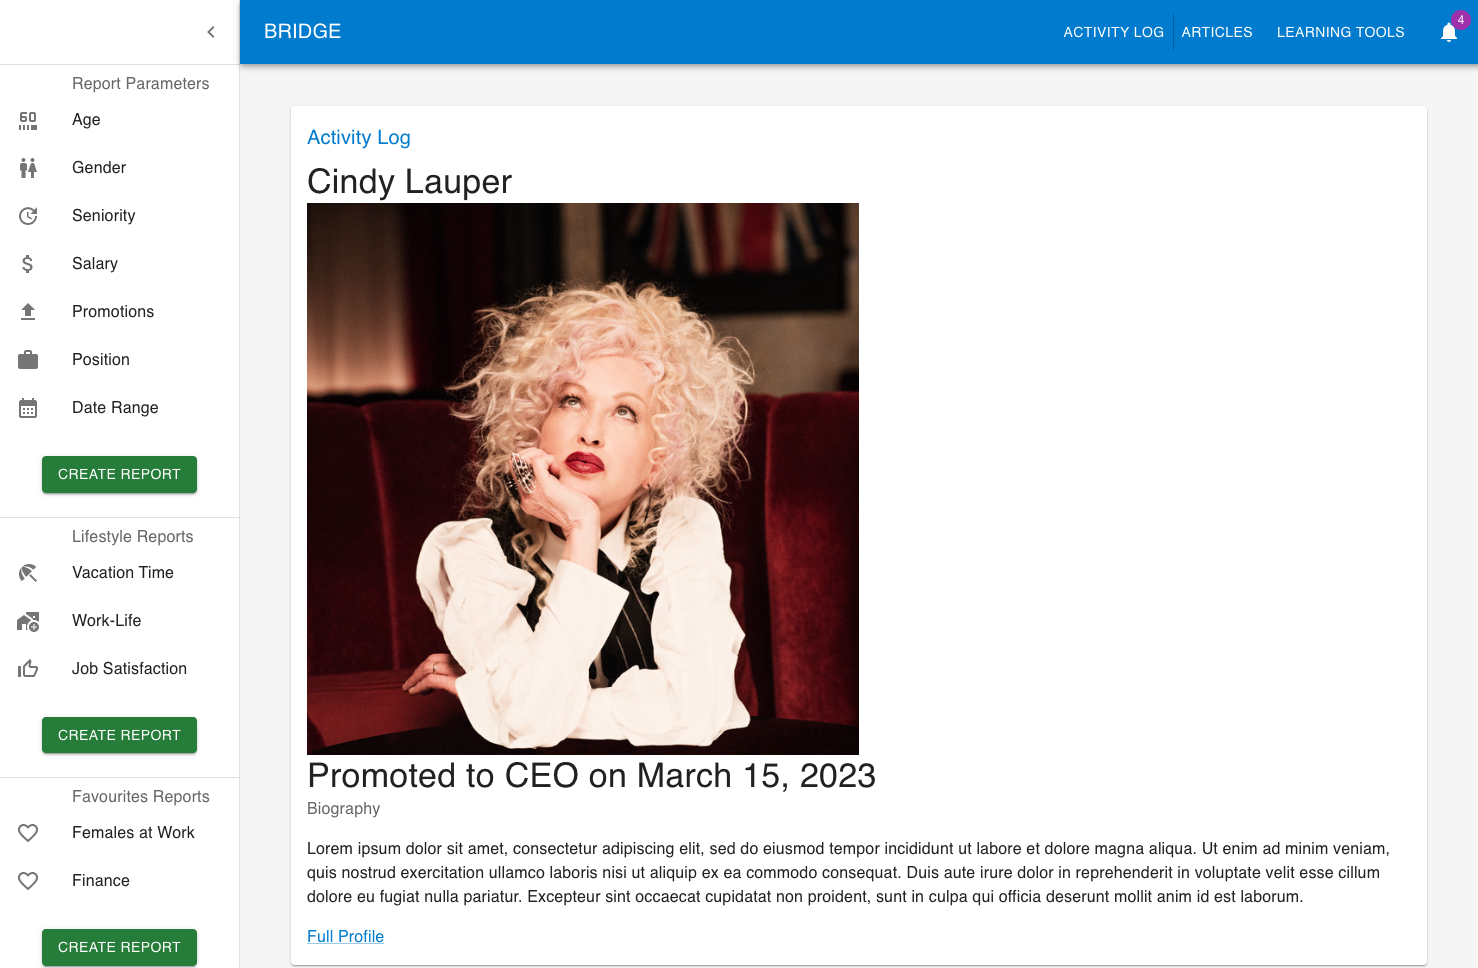 BRIDGE
ACTIVITY LOG
ARTICLES
LEARNING TOOLS
4
Report Parameters
60
Age
Gender
Seniority
Salary
Promotions
Position
Date Range
CREATE REPORT
Lifestyle Reports
Vacation Time
Work-Life
Job Satisfaction
CREATE REPORT
Favourites Reports
Females at Work
Finance
CREATE REPORT
Activity Log
Cindy Lauper
Promoted to CEO on March 15, 2023
Biography
Lorem ipsum dolor sit amet, consectetur adipiscing elit, sed do eiusmod tempor incididunt ut labore et dolore magna aliqua. Ut enim ad minim veniam,
quis nostrud exercitation ullamco laboris nisi ut aliquip ex ea commodo consequat. Duis aute irure dolor in reprehenderit in voluptate velit esse cillum
dolore eu fugiat nulla pariatur. Excepteur sint occaecat cupidatat non proident, sunt in culpa qui officia deserunt mollit anim id est laborum.
Full Profile